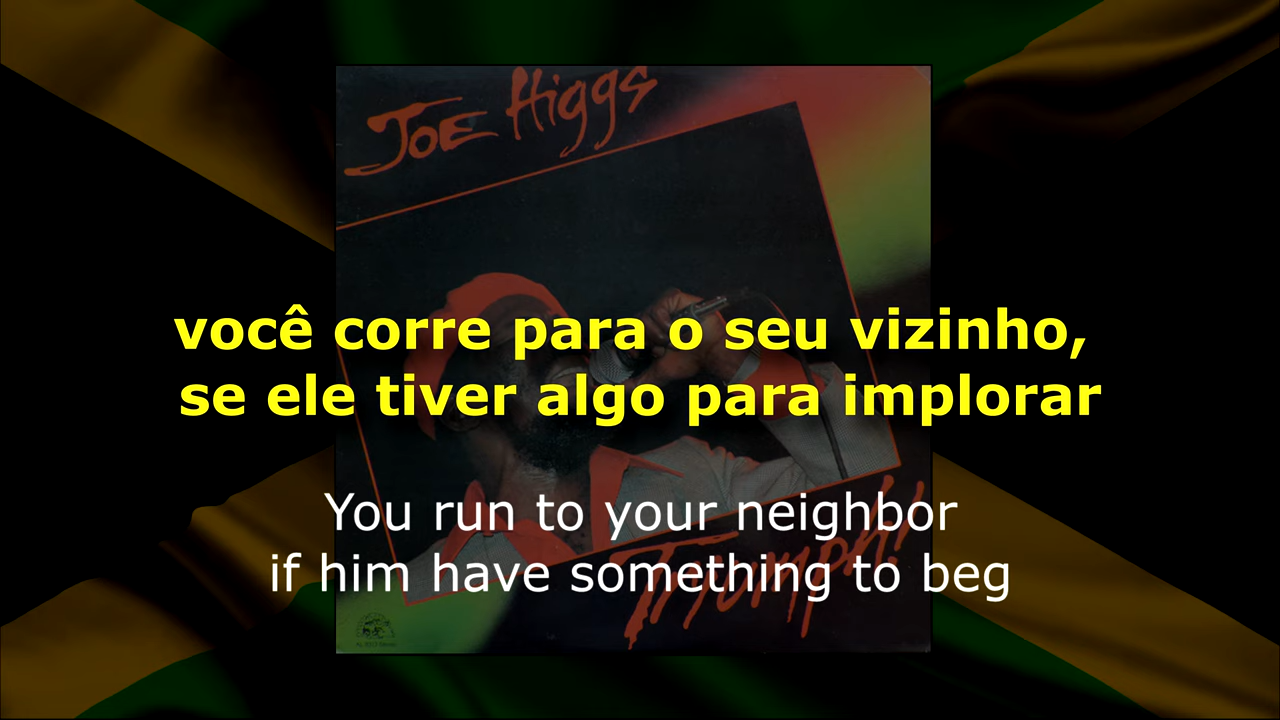 JOE Higgs
você corre para o seu vizinho,
se ele tiver algo para implorar
You run to your neighbor
if him have something to beg
Triumph!